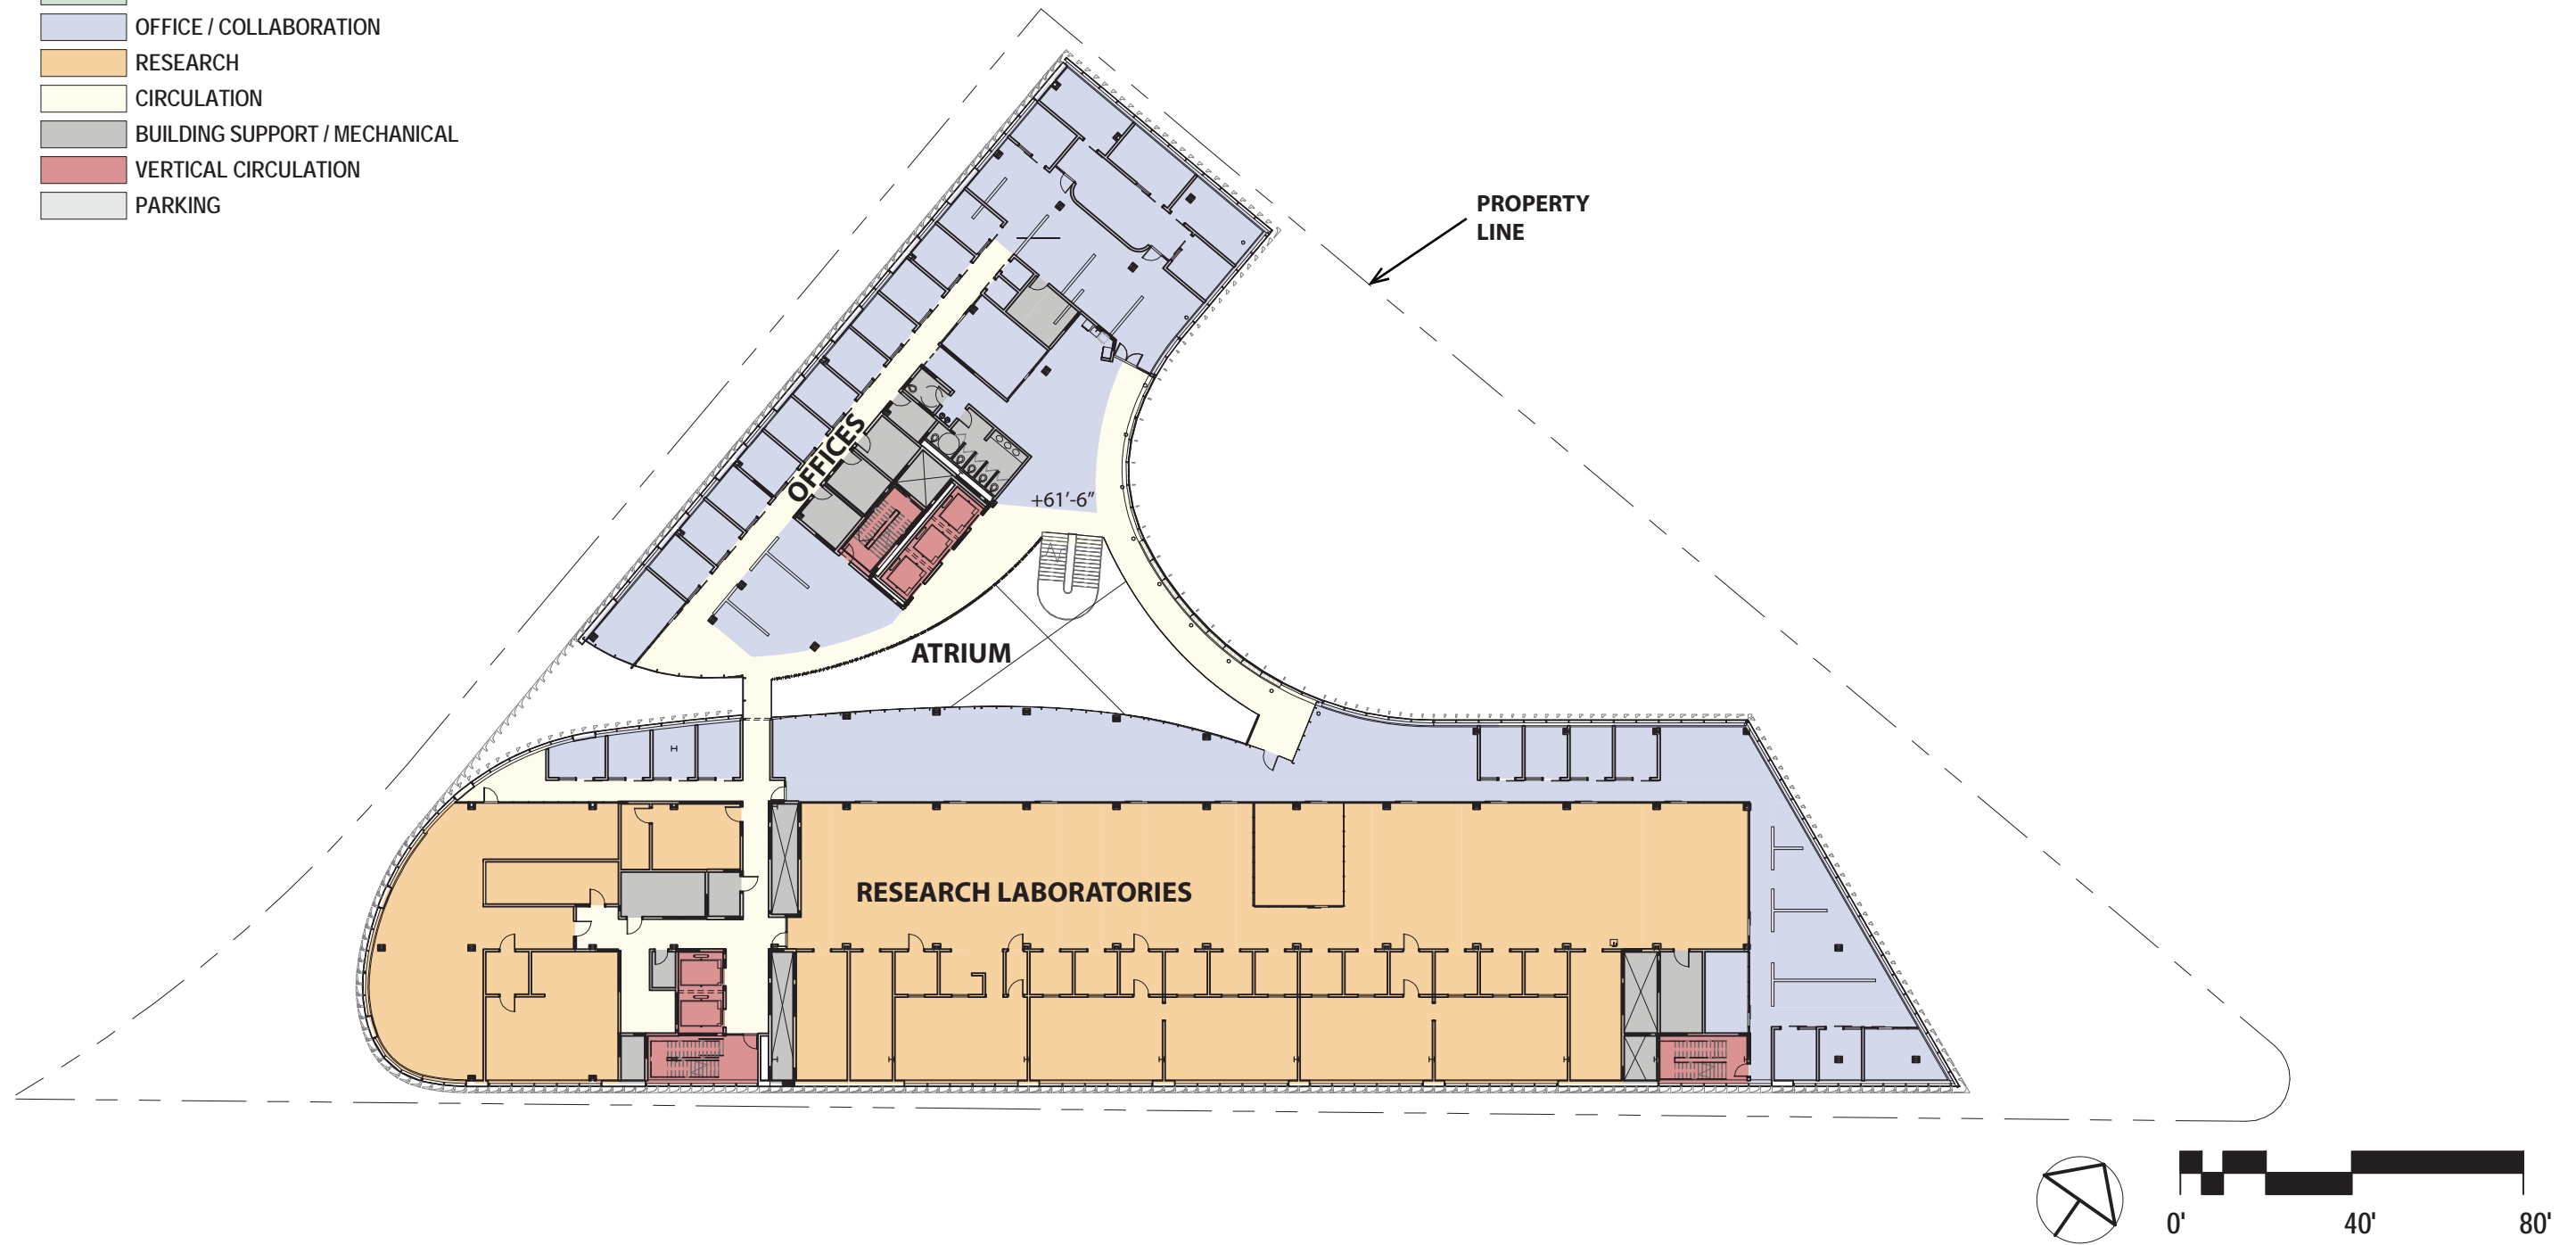 OFFICE / COLLABORATION
RESEARCH
CIRCULATION
BUILDING SUPPORT / MECHANICAL
VERTICAL CIRCULATION
PARKING
PROPERTY
LINE
OFFICES
+61'-6"
ATRIUM
RESEARCH LABORATORIES
0' 40' 80'